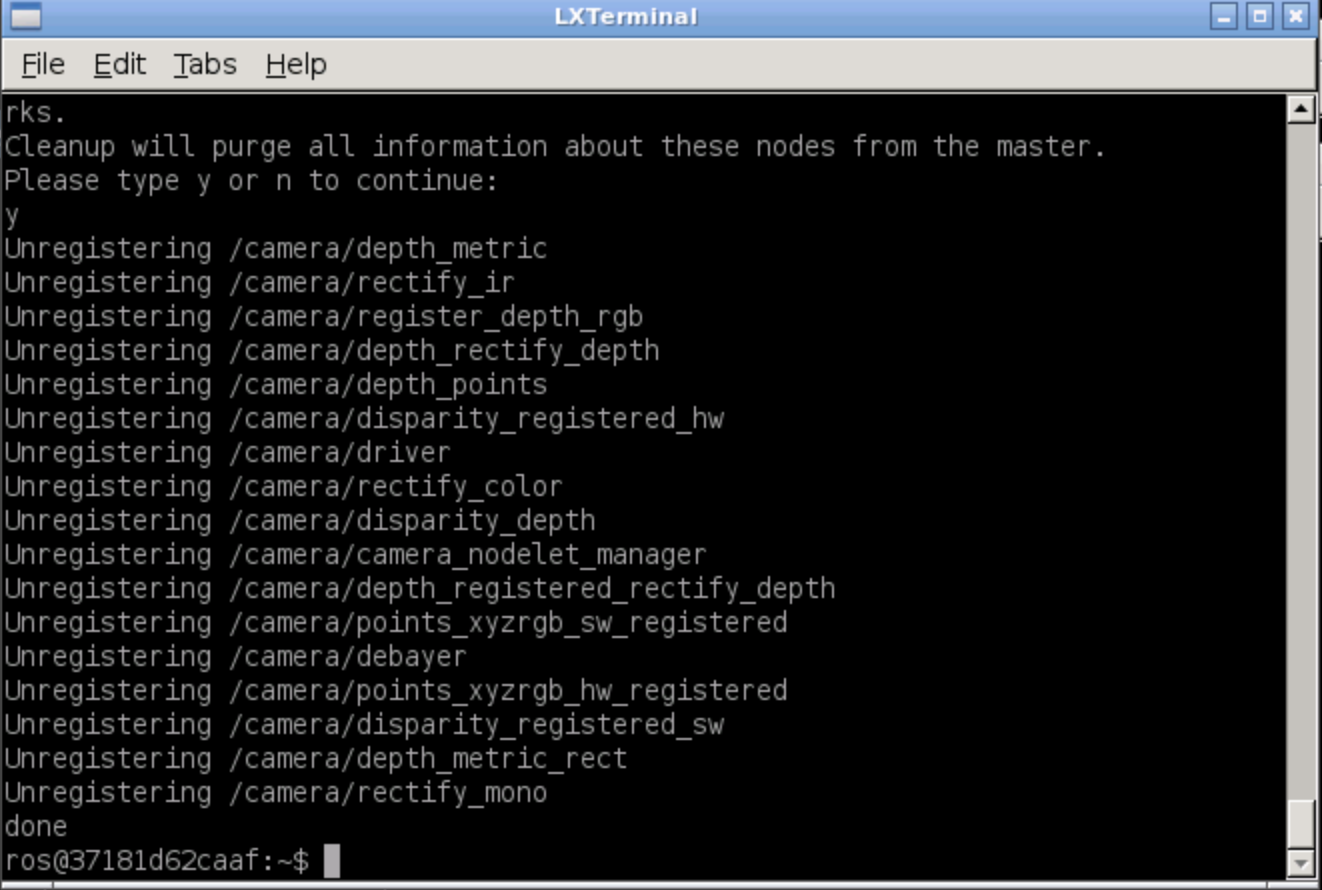 LXTerminal
File Edit Tabs Help
rks.
Cleanup will purge all information about these nodes from the master.
Please type y or n to continue:
y
Unregistering /camera/depth_metric
Unregistering /camera/rectify_ir
Unregistering /camera/register_depth_rgb
Unregistering /camera/depth_rectify_depth
Unregistering /camera/depth_points
Unregistering /camera/disparity_registered_hw
Unregistering /camera/driver
Unregistering /camera/rectify_color
Unregistering /camera/disparity_depth
Unregistering /camera/camera_nodelet_manager
Unregistering /camera/depth_registered_rectify_depth
Unregistering /camera/points_xyzrgb_sw_registered
Unregistering /camera/debayer
Unregistering /camera/points_xyzrgb_hw_registered
Unregistering /camera/disparity_registered_sw
Unregistering /camera/depth_metric_rect
Unregistering /camera/rectify_mono
done
ros@37181d62caaf:~$